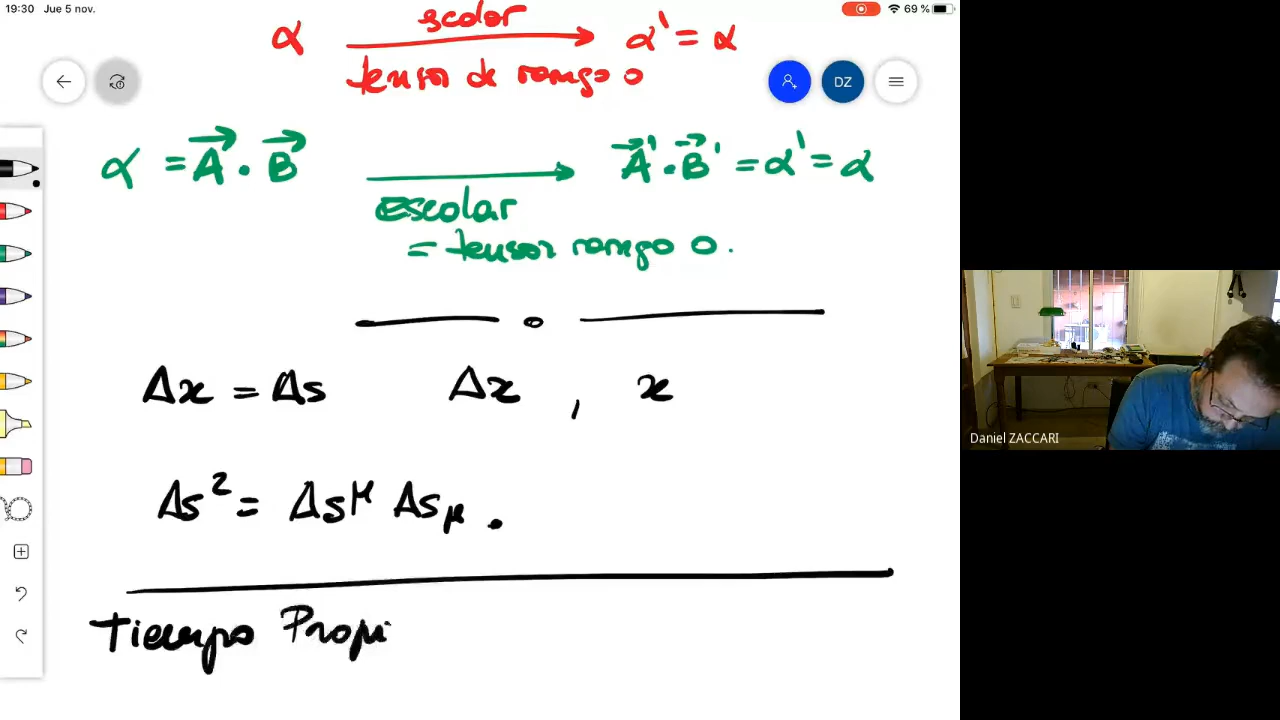 19:30 Jue 5 nov. 69 %
escalar
α → α' = α
tensor de rango 0
DZ
α = A⃗ · B⃗ → A⃗' · B⃗' = α' = α
escalar
= tensor rango 0.
Δx = Δs Δx , x
Δs² = Δs^μ Δs_μ .
Tiempo Propi
Daniel ZACCARI